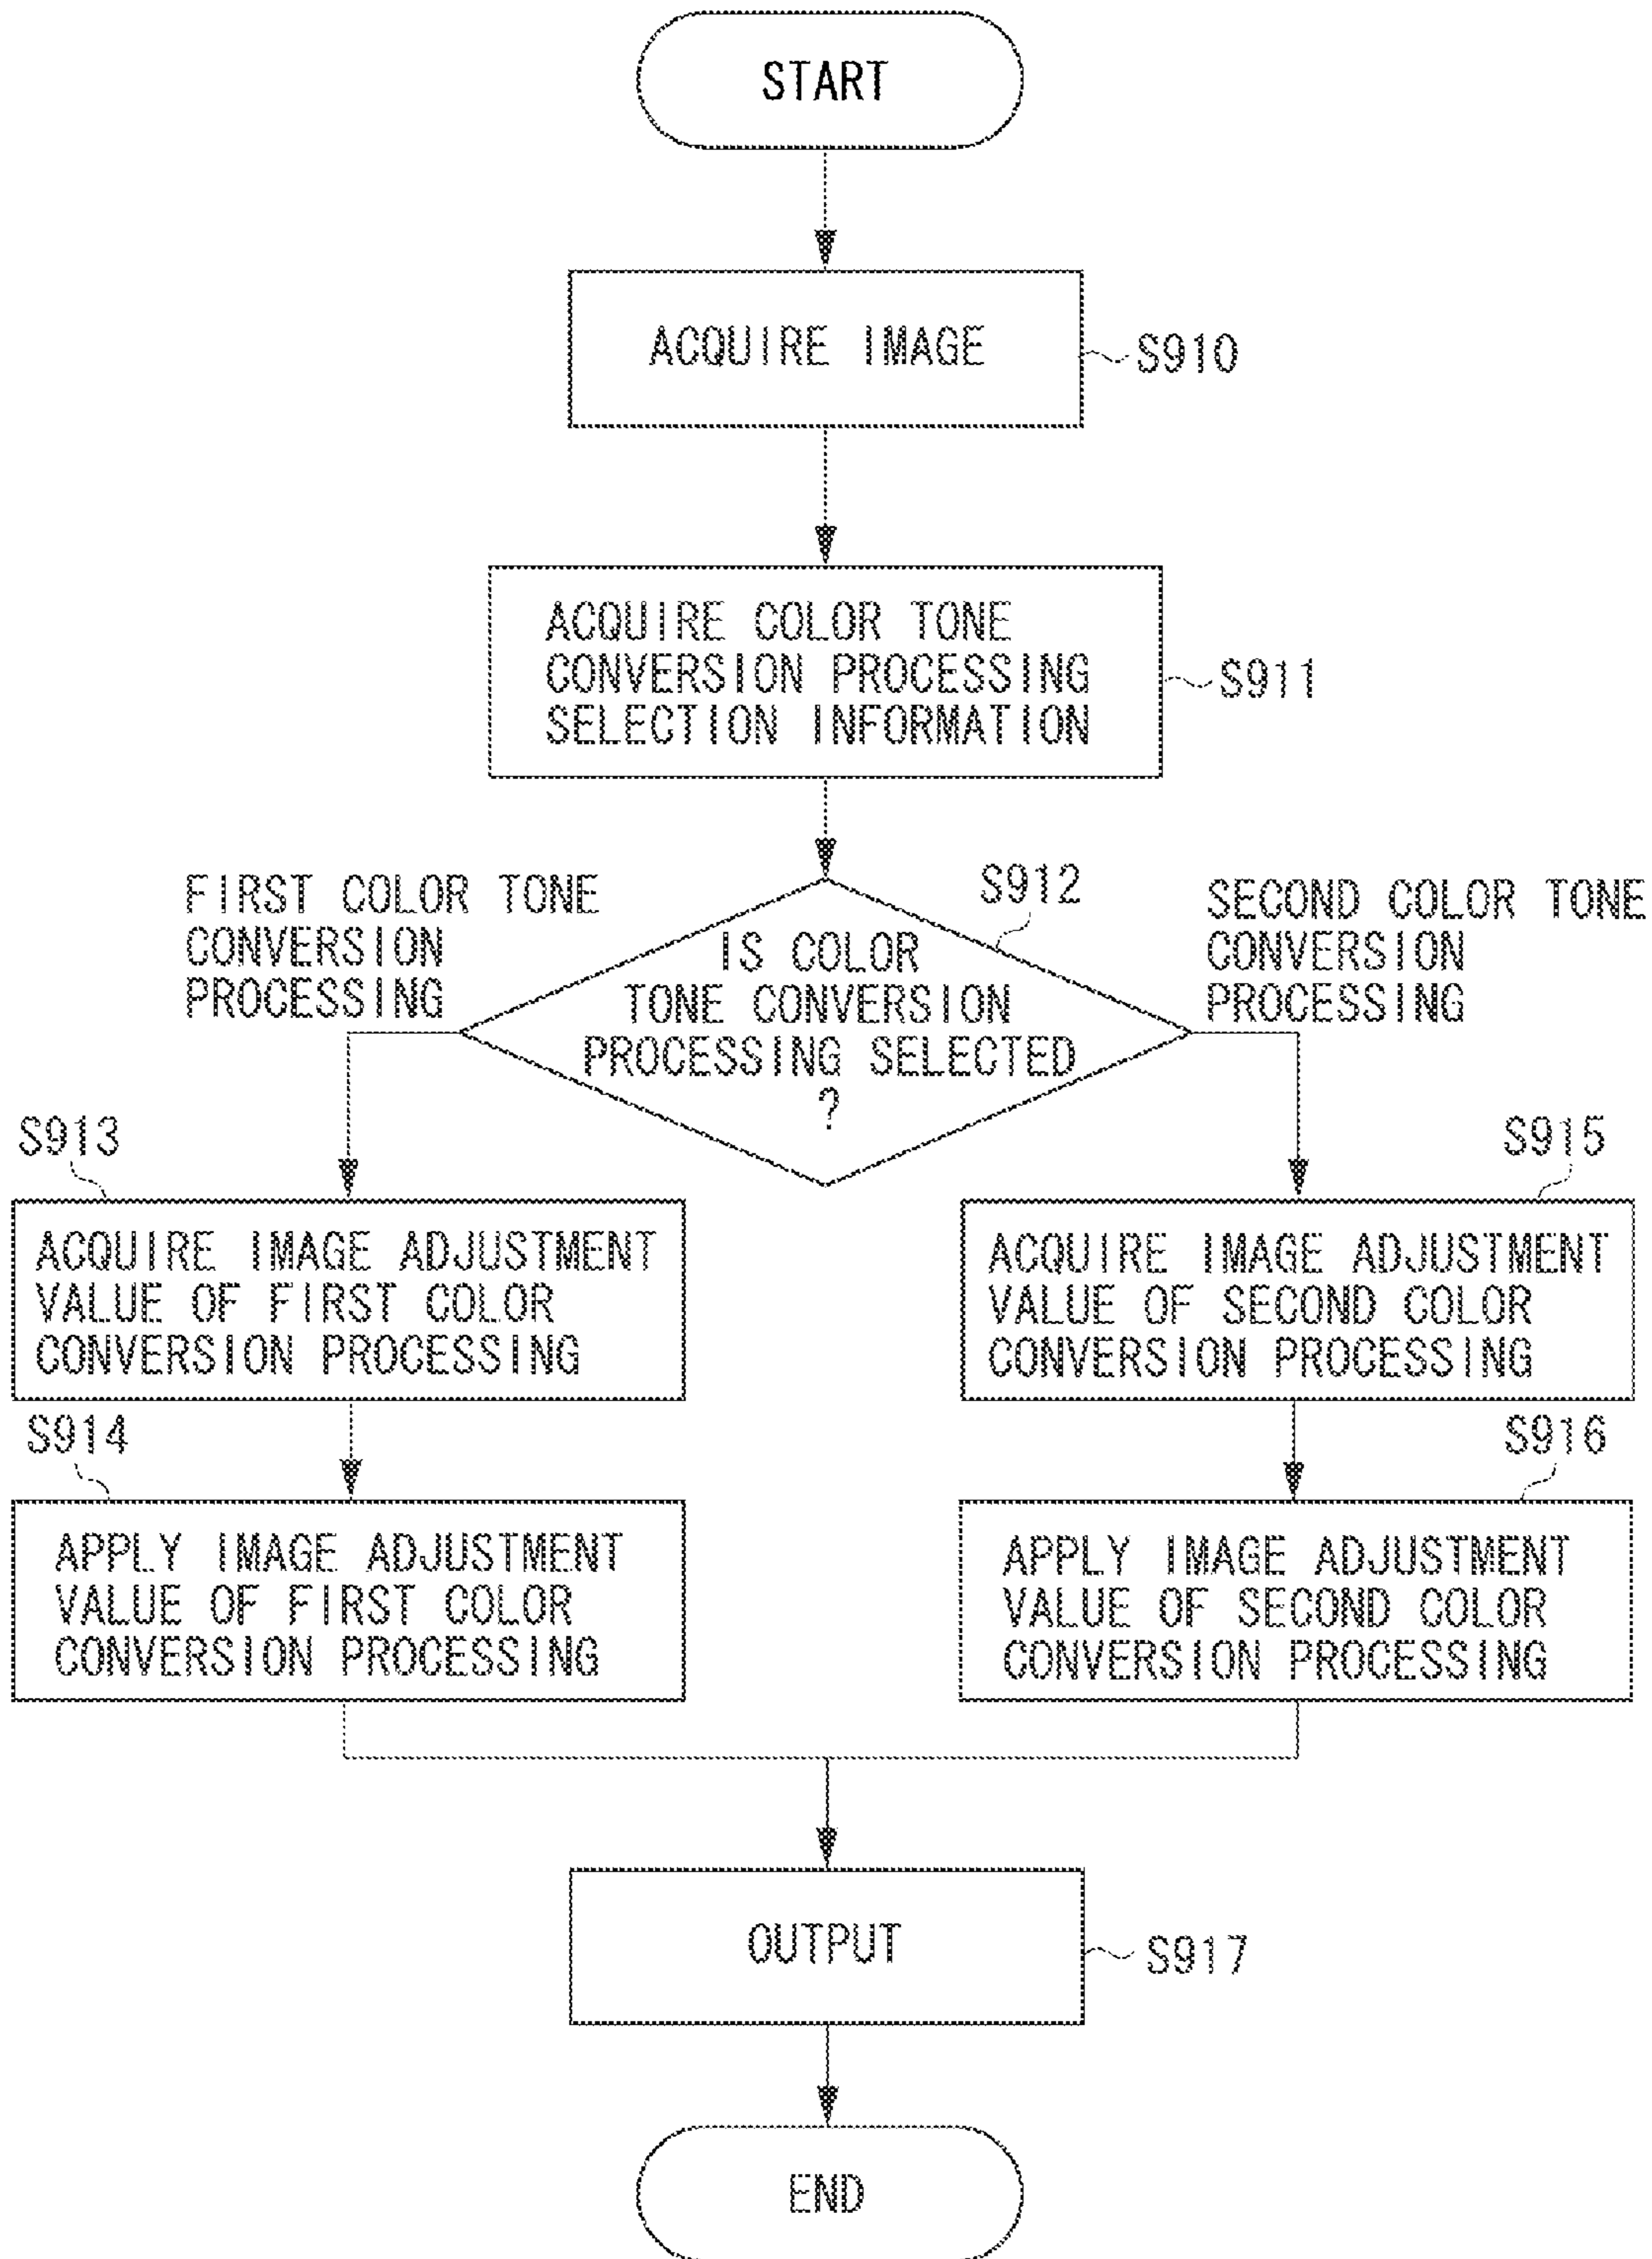 START
ACQUIRE IMAGE
S910
ACQUIRE COLOR TONE
CONVERSION PROCESSING
SELECTION INFORMATION
S911
S912
IS COLOR
TONE CONVERSION
PROCESSING SELECTED
?
FIRST COLOR TONE
CONVERSION
PROCESSING
SECOND COLOR TONE
CONVERSION
PROCESSING
S913
ACQUIRE IMAGE ADJUSTMENT
VALUE OF FIRST COLOR
CONVERSION PROCESSING
S915
ACQUIRE IMAGE ADJUSTMENT
VALUE OF SECOND COLOR
CONVERSION PROCESSING
S914
APPLY IMAGE ADJUSTMENT
VALUE OF FIRST COLOR
CONVERSION PROCESSING
S916
APPLY IMAGE ADJUSTMENT
VALUE OF SECOND COLOR
CONVERSION PROCESSING
OUTPUT
S917
END